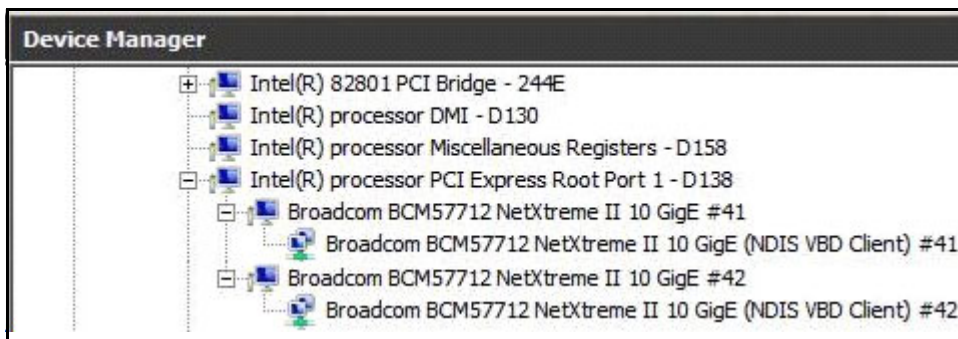 Device Manager
Intel(R) 82801 PCI Bridge - 244E
Intel(R) processor DMI - D130
Intel(R) processor Miscellaneous Registers - D158
Intel(R) processor PCI Express Root Port 1 - D138
Broadcom BCM57712 NetXtreme II 10 GigE #41
Broadcom BCM57712 NetXtreme II 10 GigE (NDIS VBD Client) #41
Broadcom BCM57712 NetXtreme II 10 GigE #42
Broadcom BCM57712 NetXtreme II 10 GigE (NDIS VBD Client) #42